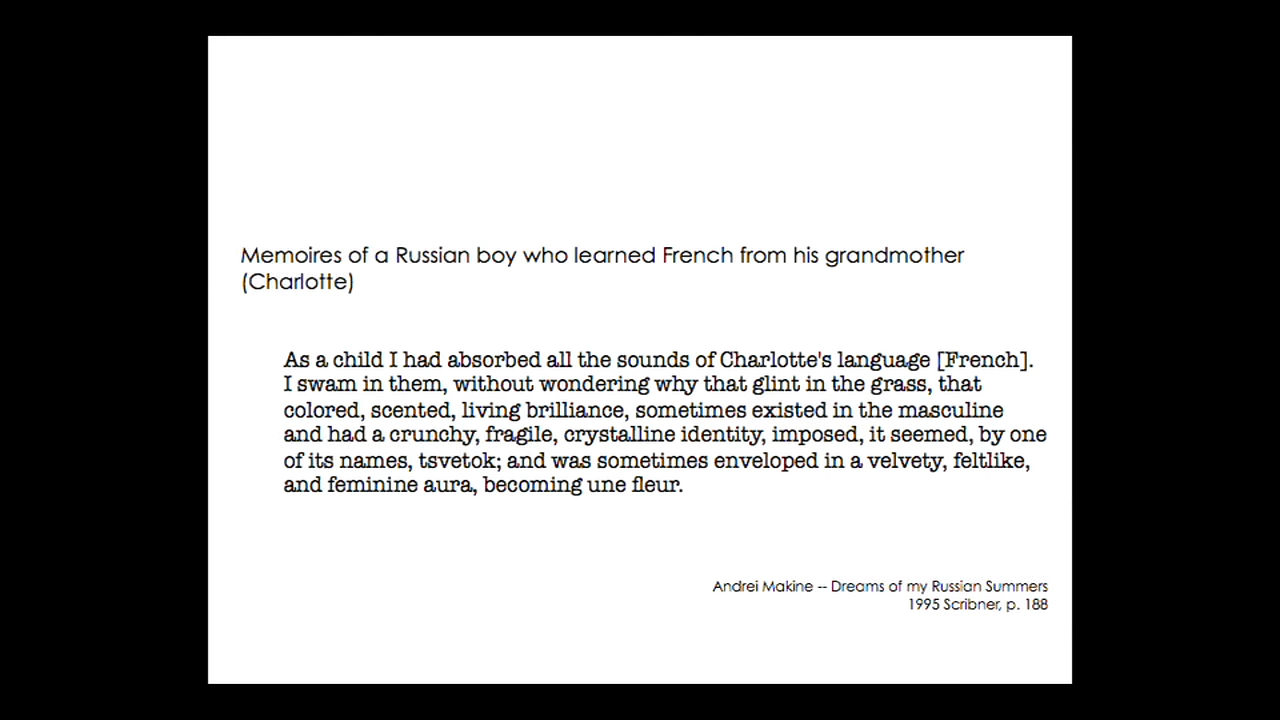 Memoires of a Russian boy who learned French from his grandmother
(Charlotte)
As a child I had absorbed all the sounds of Charlotte's language [French].
I swam in them, without wondering why that glint in the grass, that
colored, scented, living brilliance, sometimes existed in the masculine
and had a crunchy, fragile, crystalline identity, imposed, it seemed, by one
of its names, tsvetok; and was sometimes enveloped in a velvety, feltlike,
and feminine aura, becoming une fleur.
Andrei Makine -- Dreams of my Russian Summers
1995 Scribner, p. 188